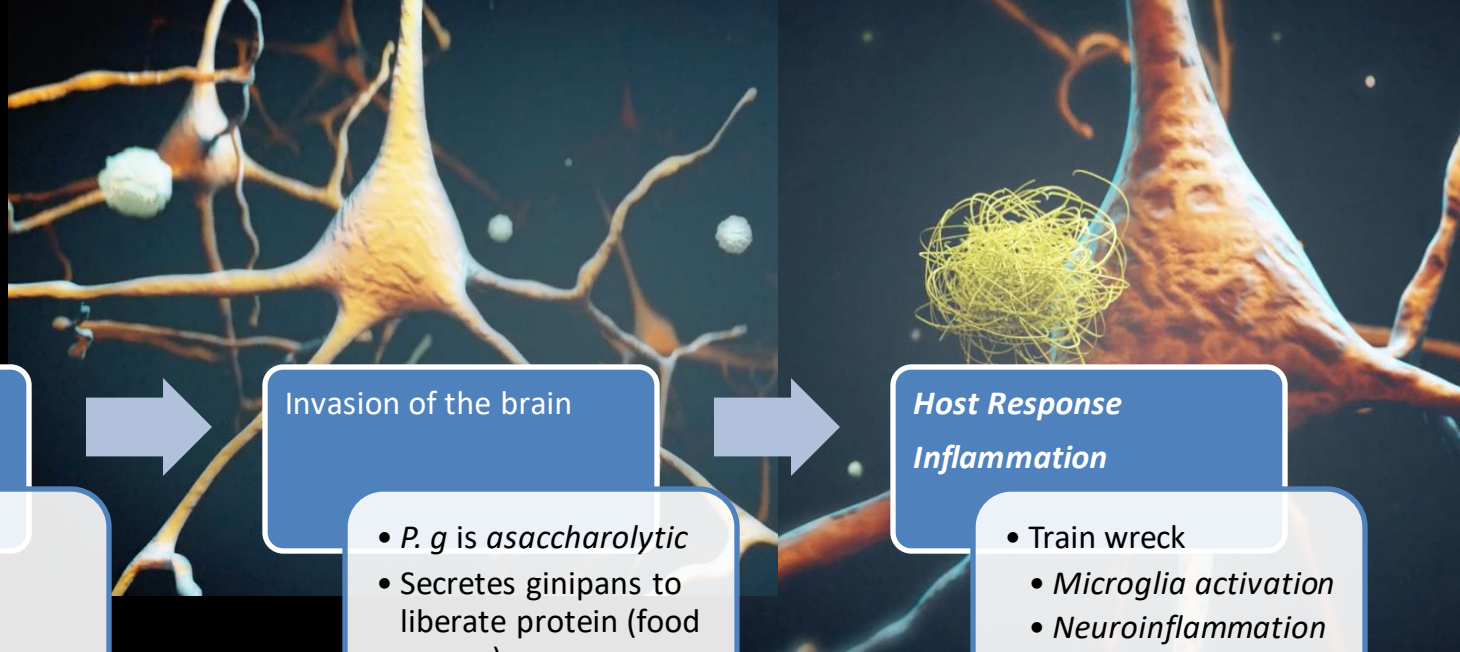 Invasion of the brain
• P. g is asaccharolytic
• Secretes ginipans to
liberate protein (food
Host Response
Inflammation
• Train wreck
• Microglia activation
• Neuroinflammation